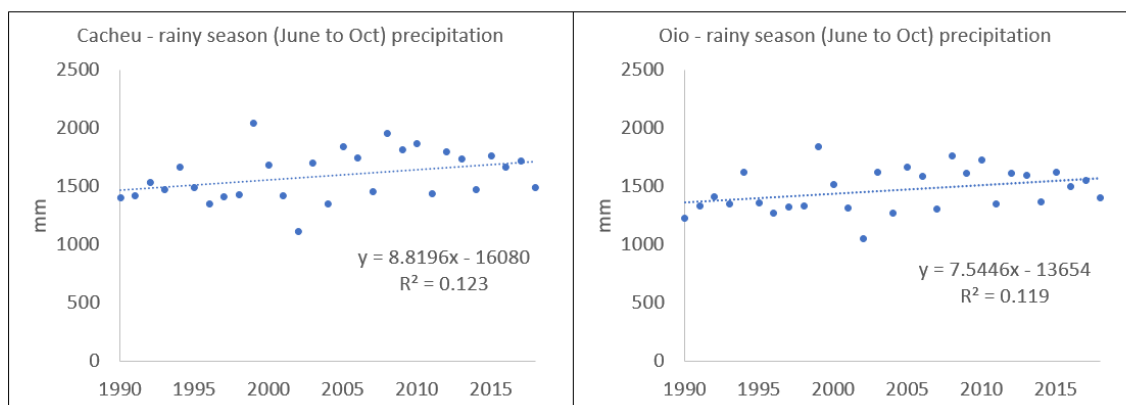 Cacheu - rainy season (June to Oct) precipitation
2500
2000
1500
1000
500
0
mm
y = 8.8196x - 16080
R² = 0.123
1990 1995 2000 2005 2010 2015
Oio - rainy season (June to Oct) precipitation
2500
2000
1500
1000
500
0
mm
y = 7.5446x - 13654
R² = 0.119
1990 1995 2000 2005 2010 2015